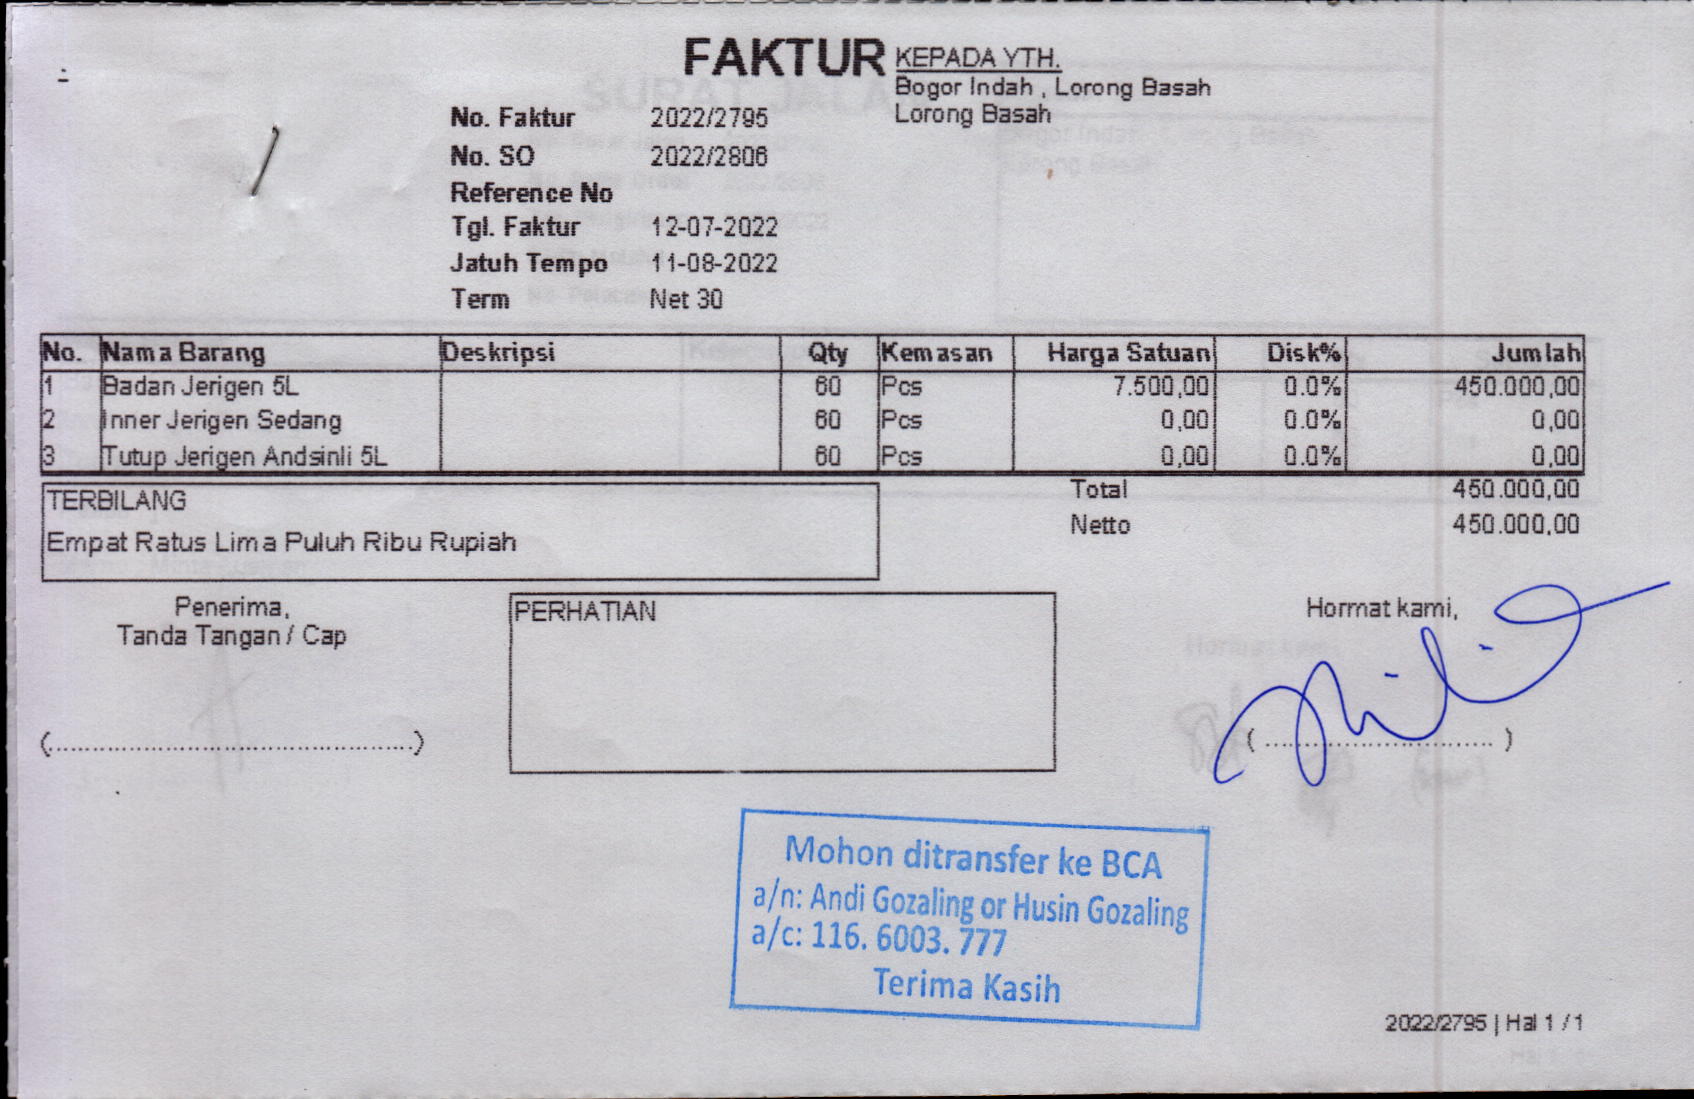 FAKTUR
KEPADA YTH.
Bogor Indah , Lorong Basah
Lorong Basah
No. Faktur 2022/2795
No. SO 2022/2806
Reference No
Tgl. Faktur 12-07-2022
Jatuh Tempo 11-08-2022
Term Net 30
No. Nama Barang Deskripsi Qty Kemasan Harga Satuan Disk% Jumlah
1 Badan Jerigen 5L 60 Pcs 7.500,00 0.0% 450.000,00
2 Inner Jerigen Sedang 60 Pcs 0,00 0.0% 0,00
3 Tutup Jerigen Andsinli 5L 60 Pcs 0,00 0.0% 0,00
Total 450.000,00
Netto 450.000,00
TERBILANG
Empat Ratus Lima Puluh Ribu Rupiah
Penerima,
Tanda Tangan / Cap
(............................................)
PERHATIAN
Hormat kami,
( ............................ )
Mohon ditransfer ke BCA
a/n: Andi Gozaling or Husin Gozaling
a/c: 116. 6003. 777
Terima Kasih
2022/2795 | Hal 1 / 1